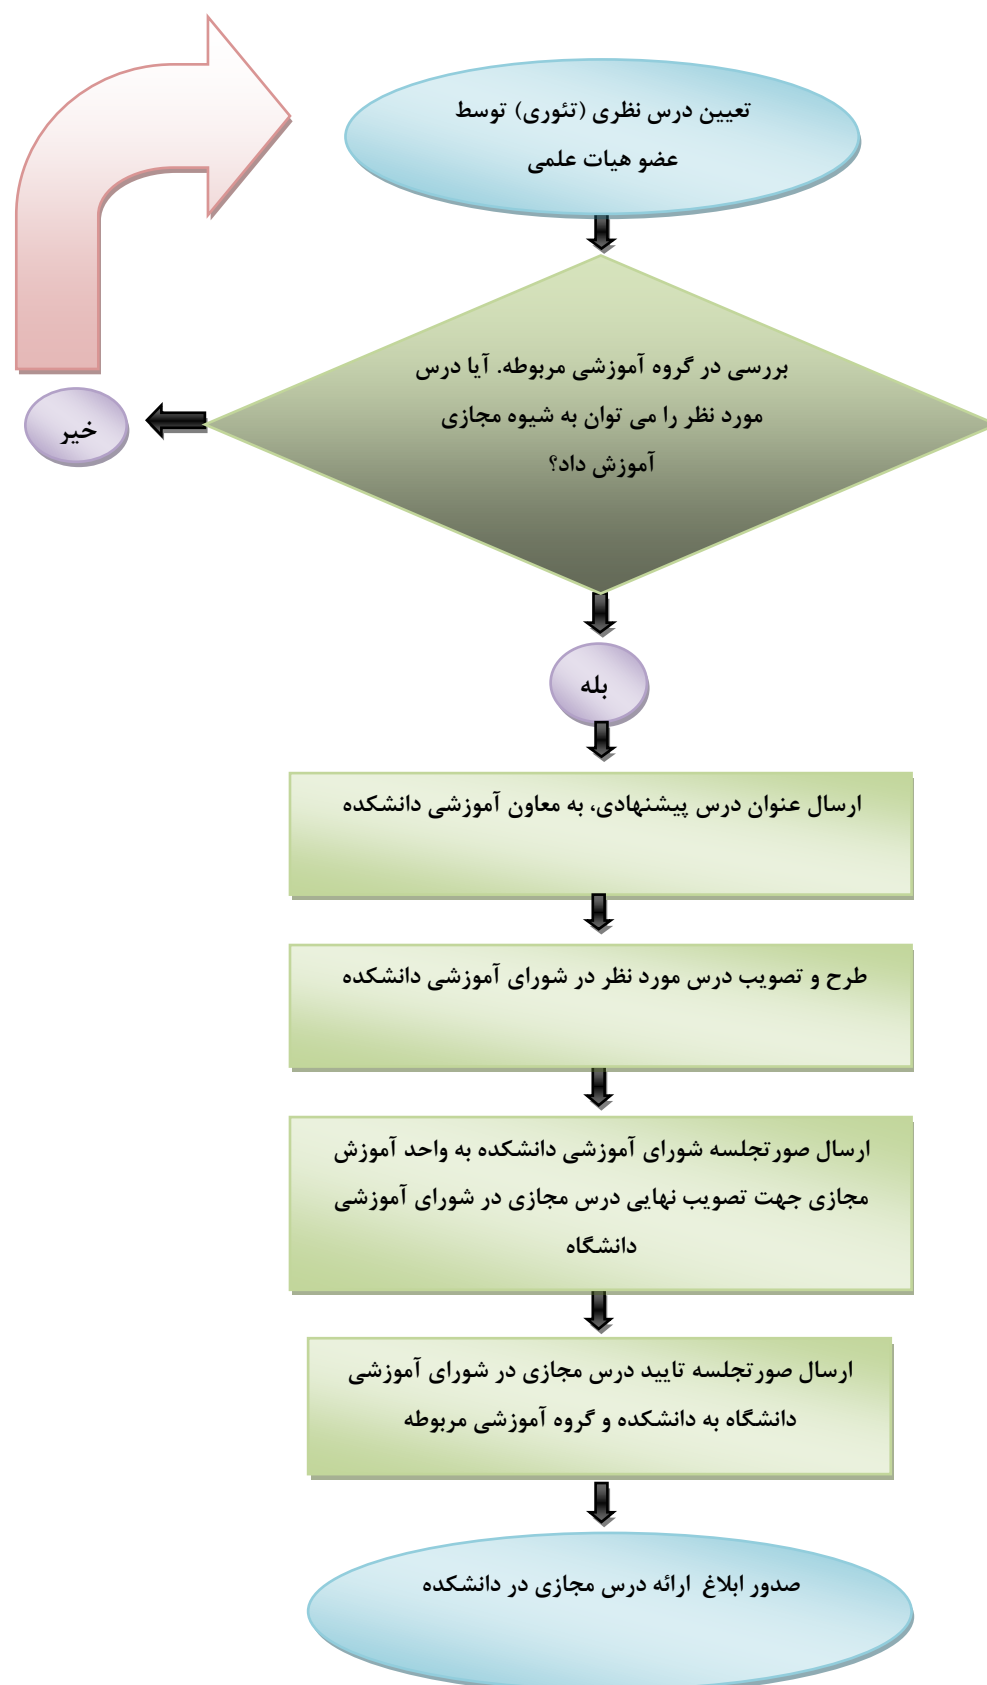 تعیین درس نظری (تئوری) توسط
عضو هیات علمی
بررسی در گروه آموزشی مربوطه. آیا درس
مورد نظر را می توان به شیوه مجازی
آموزش داد؟
خیر
بله
ارسال عنوان درس پیشنهادی، به معاون آموزشی دانشکده
طرح و تصویب درس مورد نظر در شورای آموزشی دانشکده
ارسال صورتجلسه شورای آموزشی دانشکده به واحد آموزش
مجازی جهت تصویب نهایی درس مجازی در شورای آموزشی
دانشگاه
ارسال صورتجلسه تایید درس مجازی در شورای آموزشی
دانشگاه به دانشکده و گروه آموزشی مربوطه
صدور ابلاغ ارائه درس مجازی در دانشکده